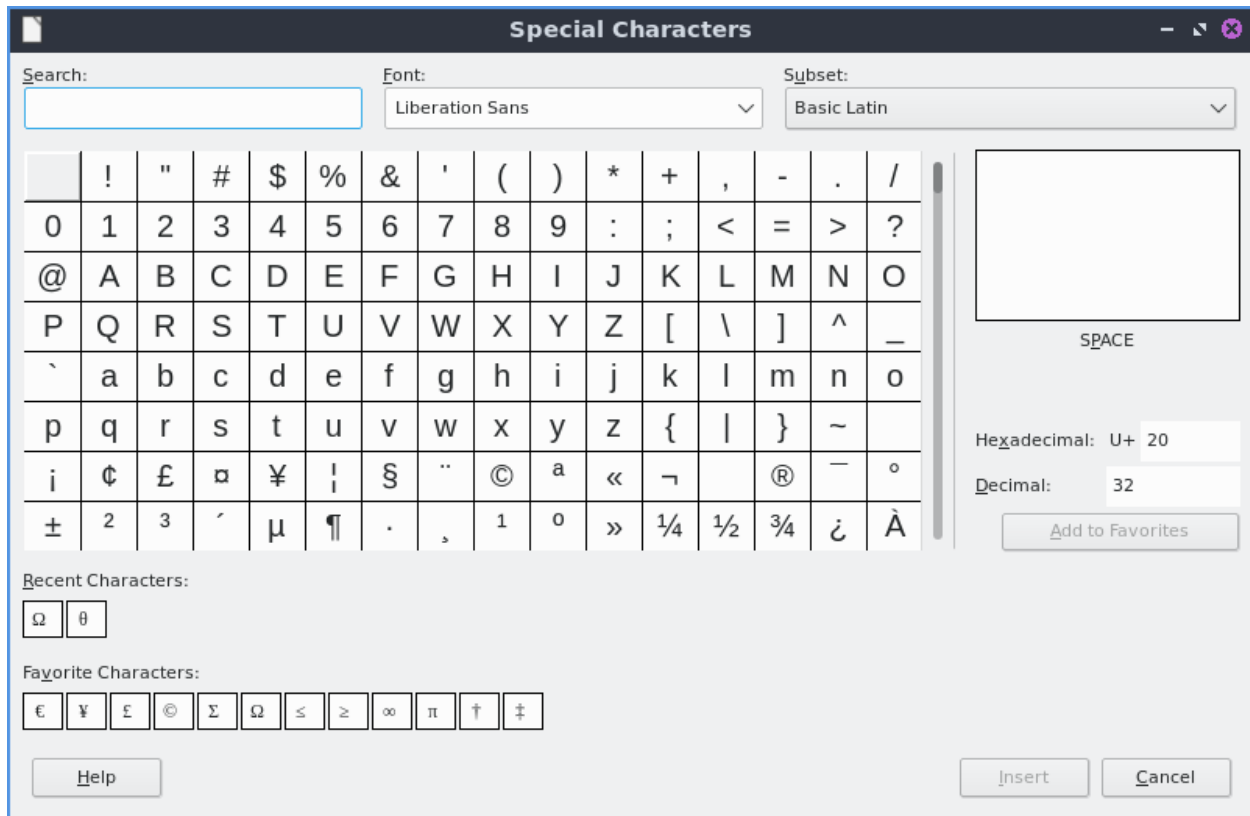 Special Characters
Search: Font: Subset:
Liberation Sans Basic Latin
! " # $ % & ' ( ) * + , - . /
0 1 2 3 4 5 6 7 8 9 : ; < = > ?
@ A B C D E F G H I J K L M N O
P Q R S T U V W X Y Z [ \ ] ^ _
` a b c d e f g h i j k l m n o
p q r s t u v w x y z { | } ~
¡ ¢ £ ¤ ¥ ¦ § ¨ © ª « ¬ ® ¯ °
± ² ³ ´ µ ¶ · ¸ ¹ º » ¼ ½ ¾ ¿ À
SPACE
Hexadecimal: U+ 20
Decimal: 32
Add to Favorites
Recent Characters:
Ω θ
Favorite Characters:
€ ¥ £ © Σ Ω ≤ ≥ ∞ π † ‡
Help Insert Cancel